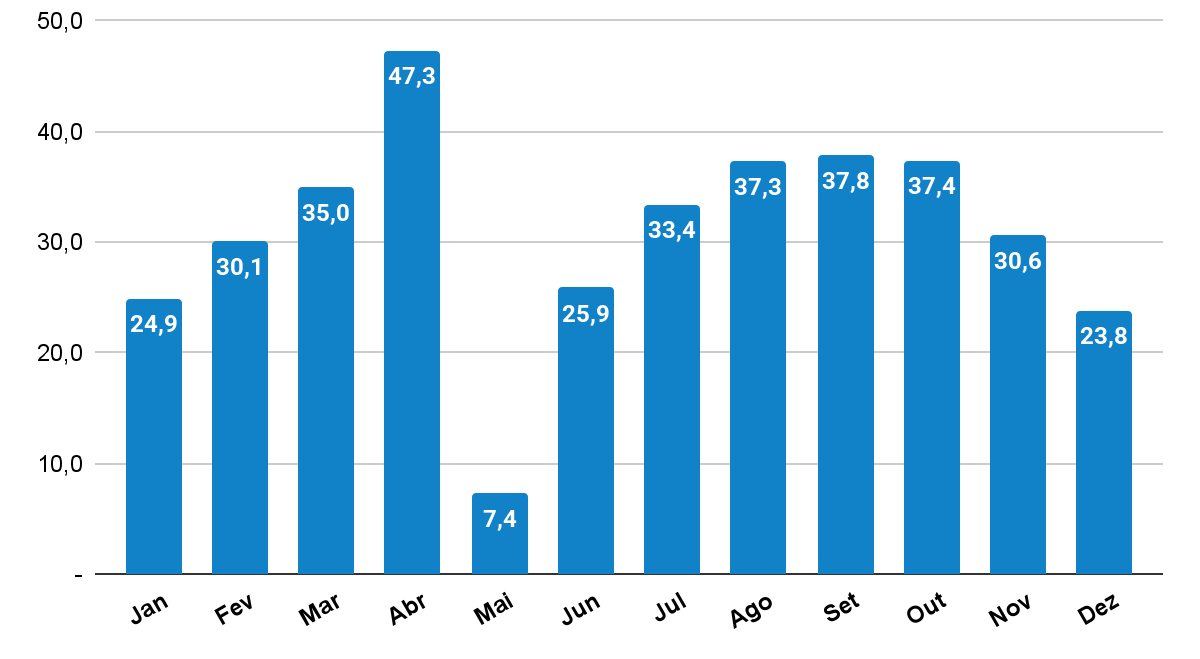 50,0
40,0
30,0
20,0
10,0
-
47,3
35,0
30,1
24,9
7,4
25,9
33,4
37,3
37,8
37,4
30,6
23,8
Jan
Fev
Mar
Abr
Mai
Jun
Jul
Ago
Set
Out
Nov
Dez